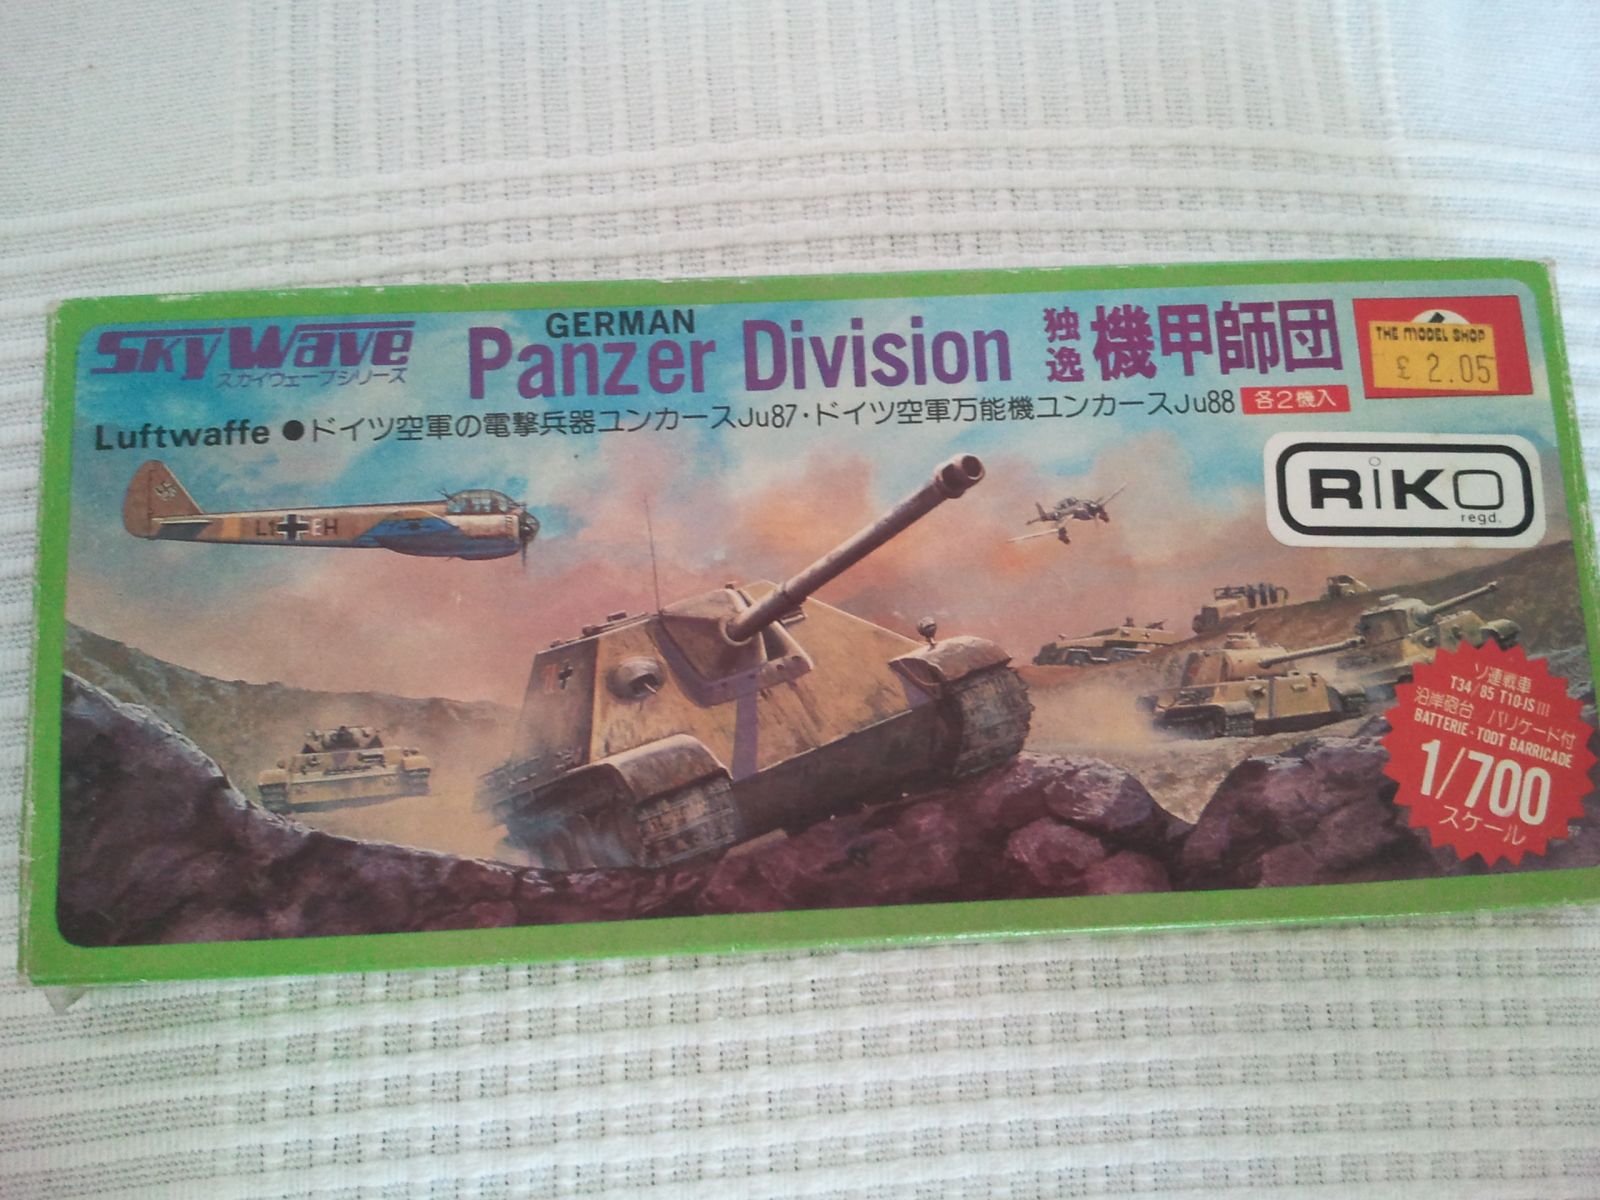 SkyWave
スカイウェーブシリーズ
GERMAN
Panzer Division
独逸 機甲師団
THE MODEL SHOP
£ 2.05
Luftwaffe ●ドイツ空軍の電撃兵器ユンカースJu87・ドイツ空軍万能機ユンカースJu88 各2機入
RiKO
regd.
L1 EH
ソ連戦車
T34/85 T10・JSIII
沿岸砲台 バリケード付
BATTERIE・TODT BARRICADE
1/700
スケール